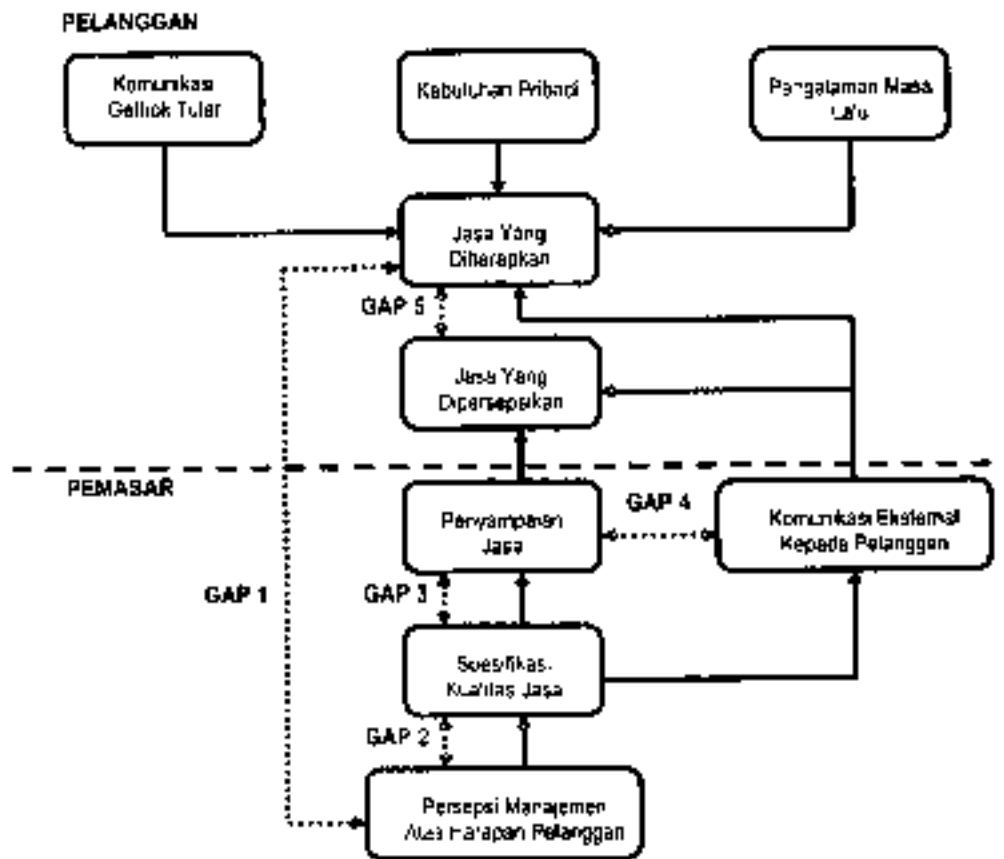 PELANGGAN
Komunikasi
Gethok Tular
Kebutuhan Pribadi
Pengalaman Masa
Lalu
Jasa Yang
Diharapkan
GAP 5
Jasa Yang
Dipersepsikan
PEMASAR
Penyampaian
Jasa
GAP 4
Komunikasi Eksternal
Kepada Pelanggan
GAP 1
GAP 3
Spesifikasi
Kualitas Jasa
GAP 2
Persepsi Manajemen
Atas Harapan Pelanggan